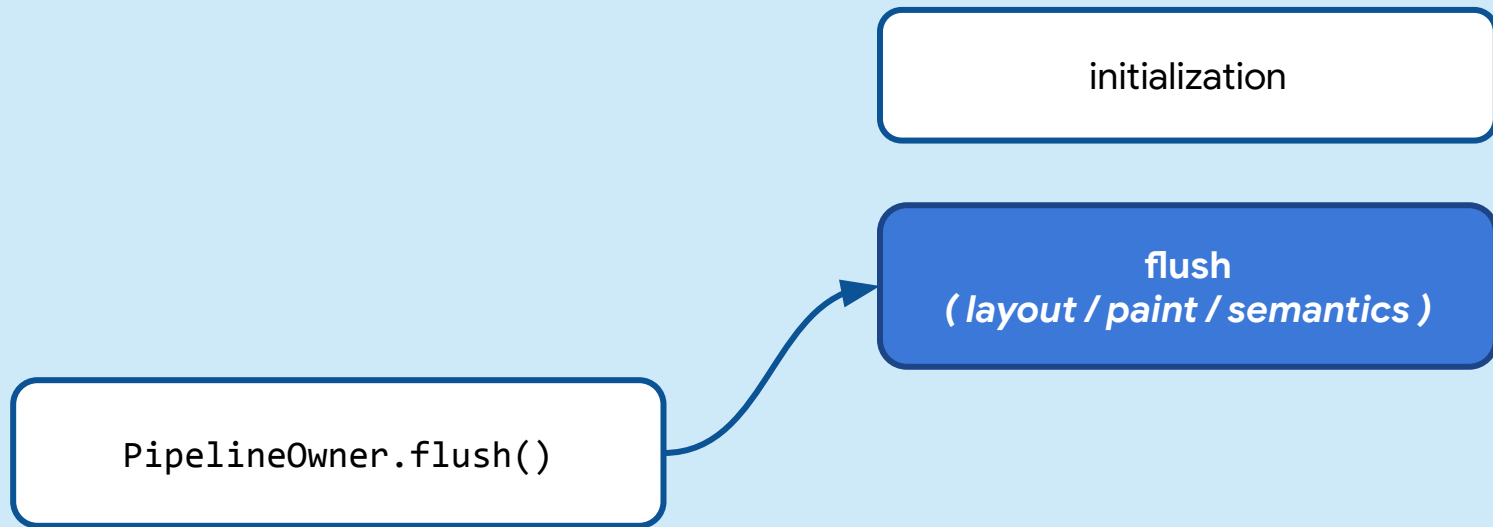 initialization
flush
( layout / paint / semantics )
PipelineOwner.flush()